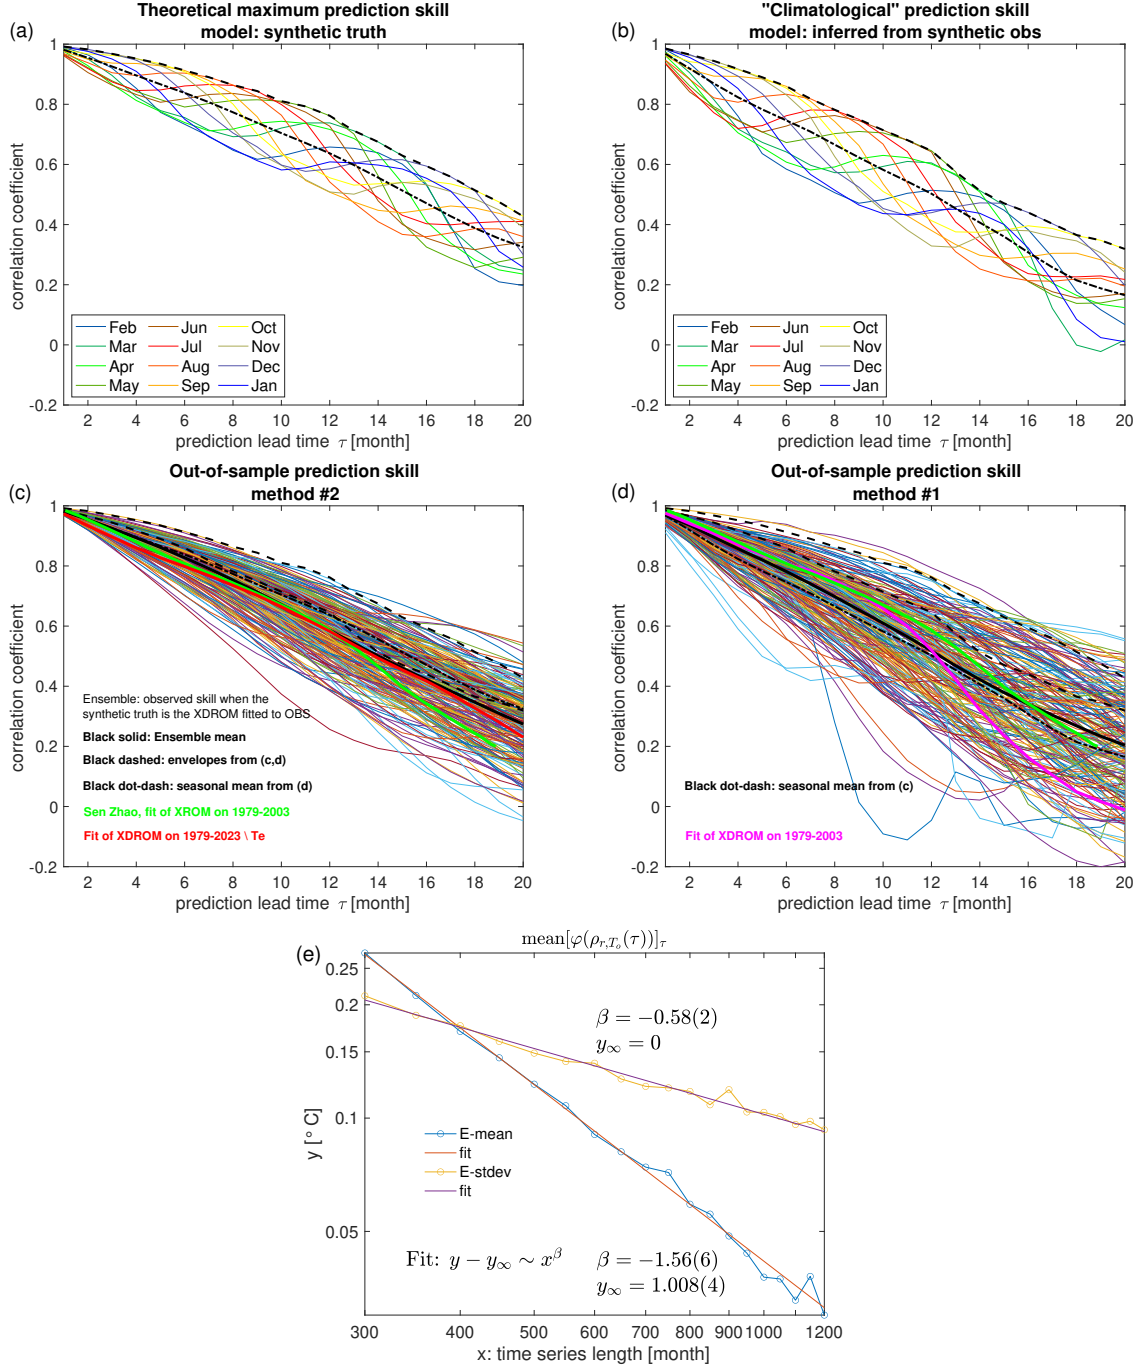 (a)
Theoretical maximum prediction skill
model: synthetic truth
1
0.8
0.6
0.4
0.2
0
-0.2
correlation coefficient
Feb
Mar
Apr
May
Jun
Jul
Aug
Sep
Oct
Nov
Dec
Jan
2 4 6 8 10 12 14 16 18 20
prediction lead time τ [month]
(b)
"Climatological" prediction skill
model: inferred from synthetic obs
1
0.8
0.6
0.4
0.2
0
-0.2
correlation coefficient
Feb
Mar
Apr
May
Jun
Jul
Aug
Sep
Oct
Nov
Dec
Jan
2 4 6 8 10 12 14 16 18 20
prediction lead time τ [month]
(c)
Out-of-sample prediction skill
method #2
1
0.8
0.6
0.4
0.2
0
-0.2
correlation coefficient
Ensemble: observed skill when the
synthetic truth is the XDROM fitted to OBS
Black solid: Ensemble mean
Black dashed: envelopes from (c,d)
Black dot-dash: seasonal mean from (d)
Sen Zhao, fit of XROM on 1979-2003
Fit of XDROM on 1979-2023 \ Te
2 4 6 8 10 12 14 16 18 20
prediction lead time τ [month]
(d)
Out-of-sample prediction skill
method #1
1
0.8
0.6
0.4
0.2
0
-0.2
correlation coefficient
Black dot-dash: seasonal mean from (c)
Fit of XDROM on 1979-2003
2 4 6 8 10 12 14 16 18 20
prediction lead time τ [month]
(e)
mean[φ(ρ_{r,T_o}(τ))]_τ
0.25
0.2
0.15
0.1
0.05
y [° C]
β = −0.58(2)
y_∞ = 0
E-mean
fit
E-stdev
fit
Fit: y − y_∞ ∼ x^β
β = −1.56(6)
y_∞ = 1.008(4)
300 400 500 600 700 800 900 1000 1200
x: time series length [month]